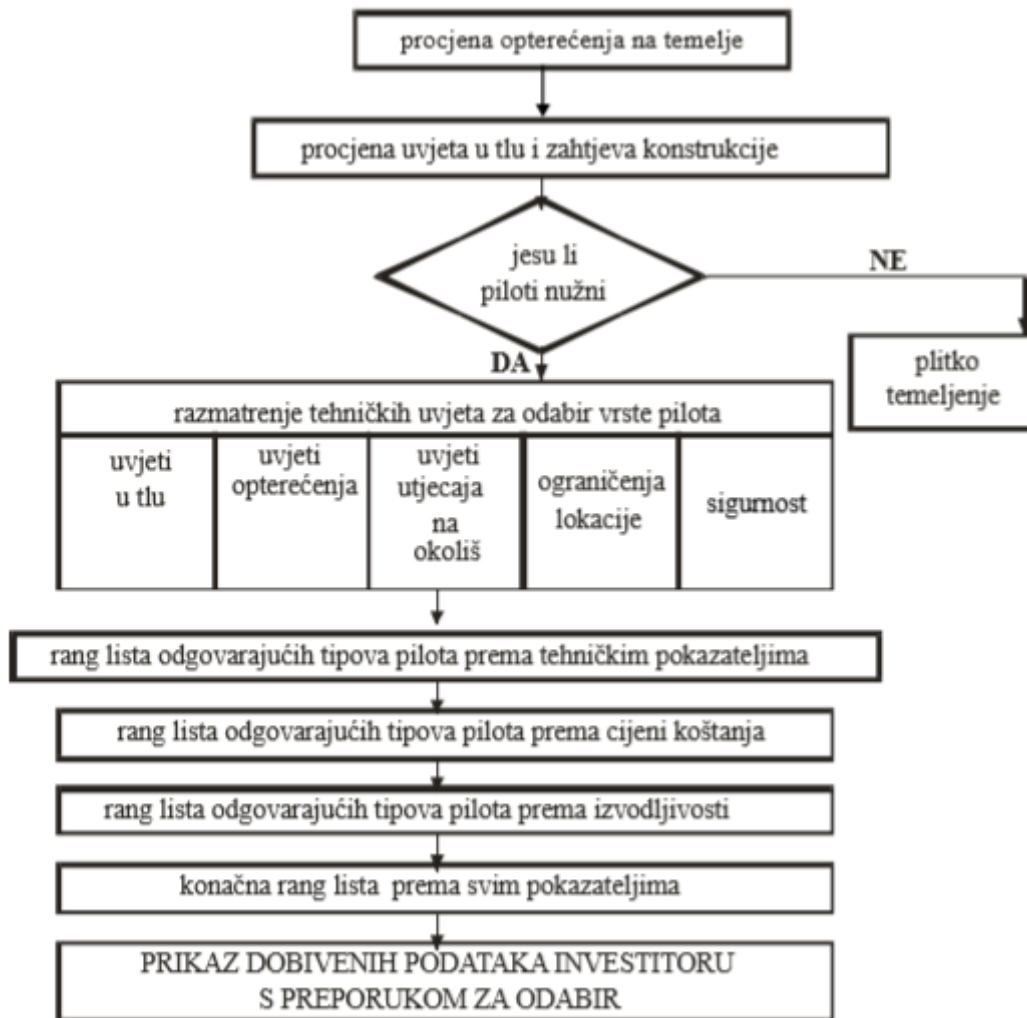 procjena opterećenja na temelje
procjena uvjeta u tlu i zahtjeva konstrukcije
jesu li
piloti nužni
NE
DA
plitko
temeljenje
razmatrenje tehničkih uvjeta za odabir vrste pilota
uvjeti
u tlu
uvjeti
opterećenja
uvjeti
utjecaja
na
okoliš
ograničenja
lokacije
sigurnost
rang lista odgovarajućih tipova pilota prema tehničkim pokazateljima
rang lista odgovarajućih tipova pilota prema cijeni koštanja
rang lista odgovarajućih tipova pilota prema izvodljivosti
konačna rang lista prema svim pokazateljima
PRIKAZ DOBIVENIH PODATAKA INVESTITORU
S PREPORUKOM ZA ODABIR